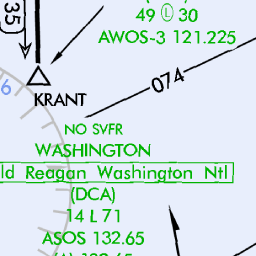 49 Ⓛ 30
AWOS-3 121.225
35
074
6
KRANT
NO SVFR
WASHINGTON
ld Reagan Washington Ntl
(DCA)
14 L 71
ASOS 132.65